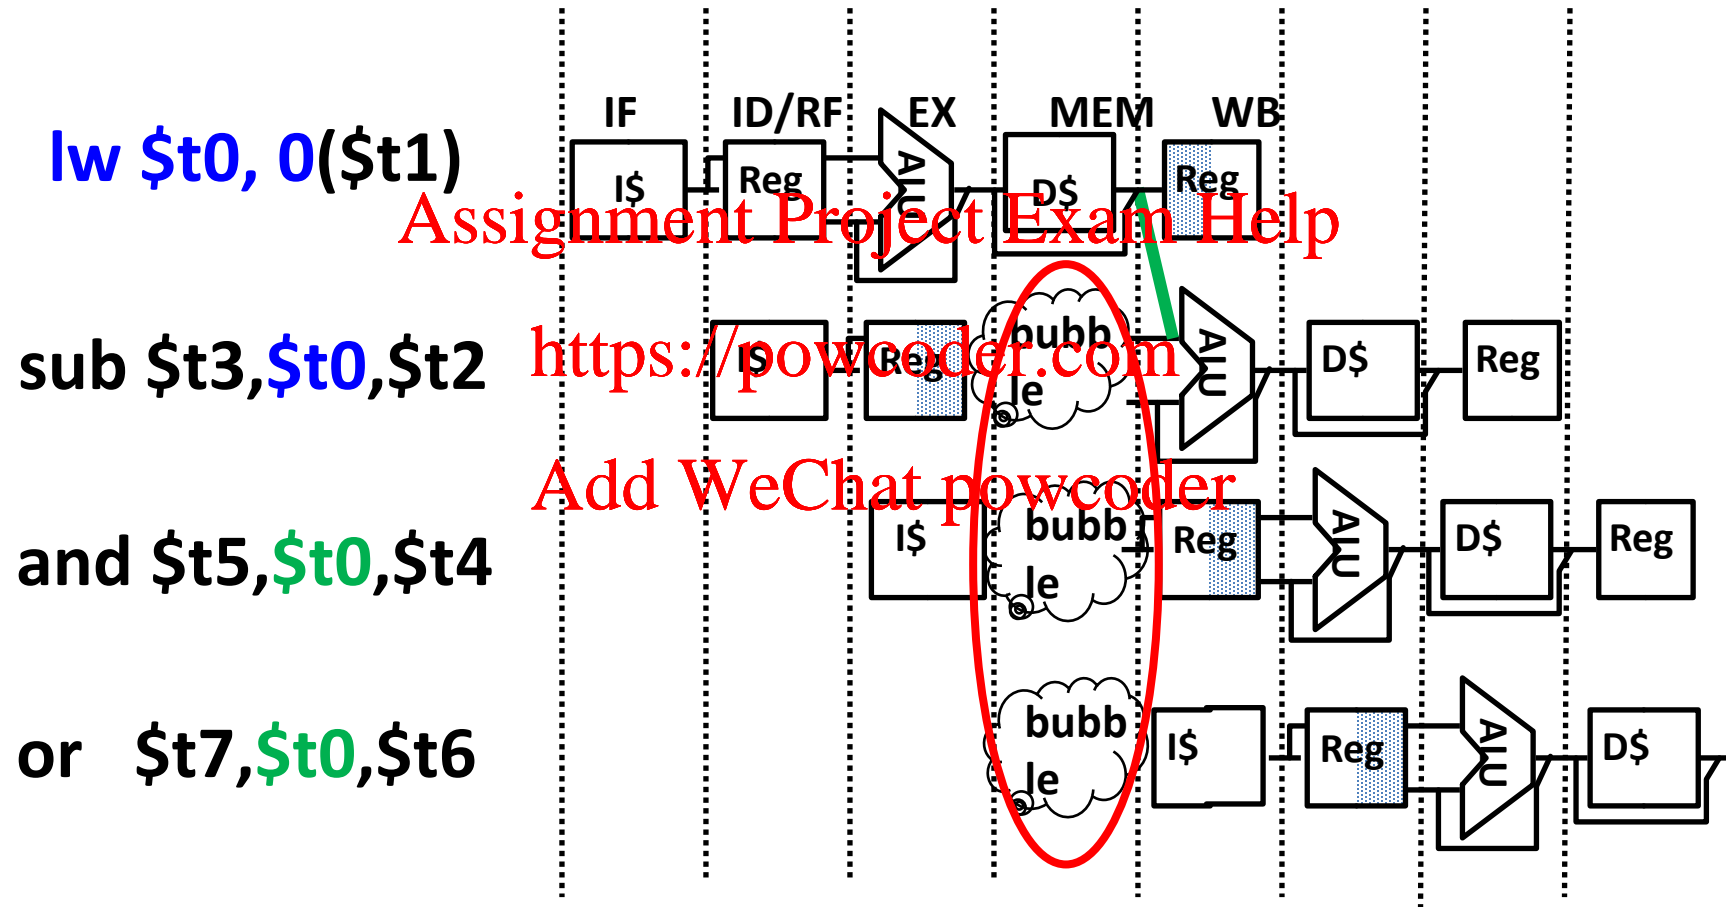 IF ID/RF EX MEM WB
lw $t0, 0($t1)
I$ Reg ALU D$ Reg
Assignment Project Exam Help
sub $t3,$t0,$t2
I$ Reg bubb ALU D$ Reg
le
https://powcoder.com
Add WeChat powcoder
and $t5,$t0,$t4
I$ bubb Reg ALU D$ Reg
le
or $t7,$t0,$t6
bubb I$ Reg ALU D$
le